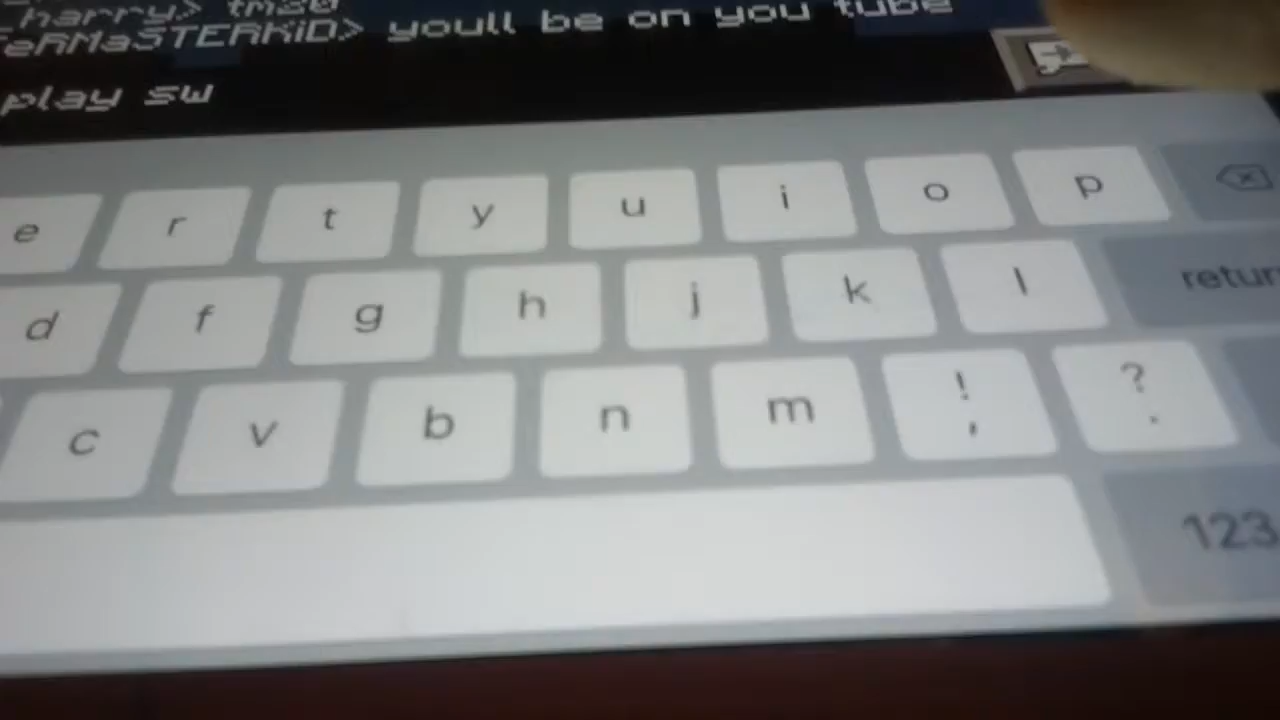 harry> tm30
eRMaSTERKiD> youll be on you tube
play sw
e r t y u i o p
d f g h j k l return
c v b n m ! , ? .
123